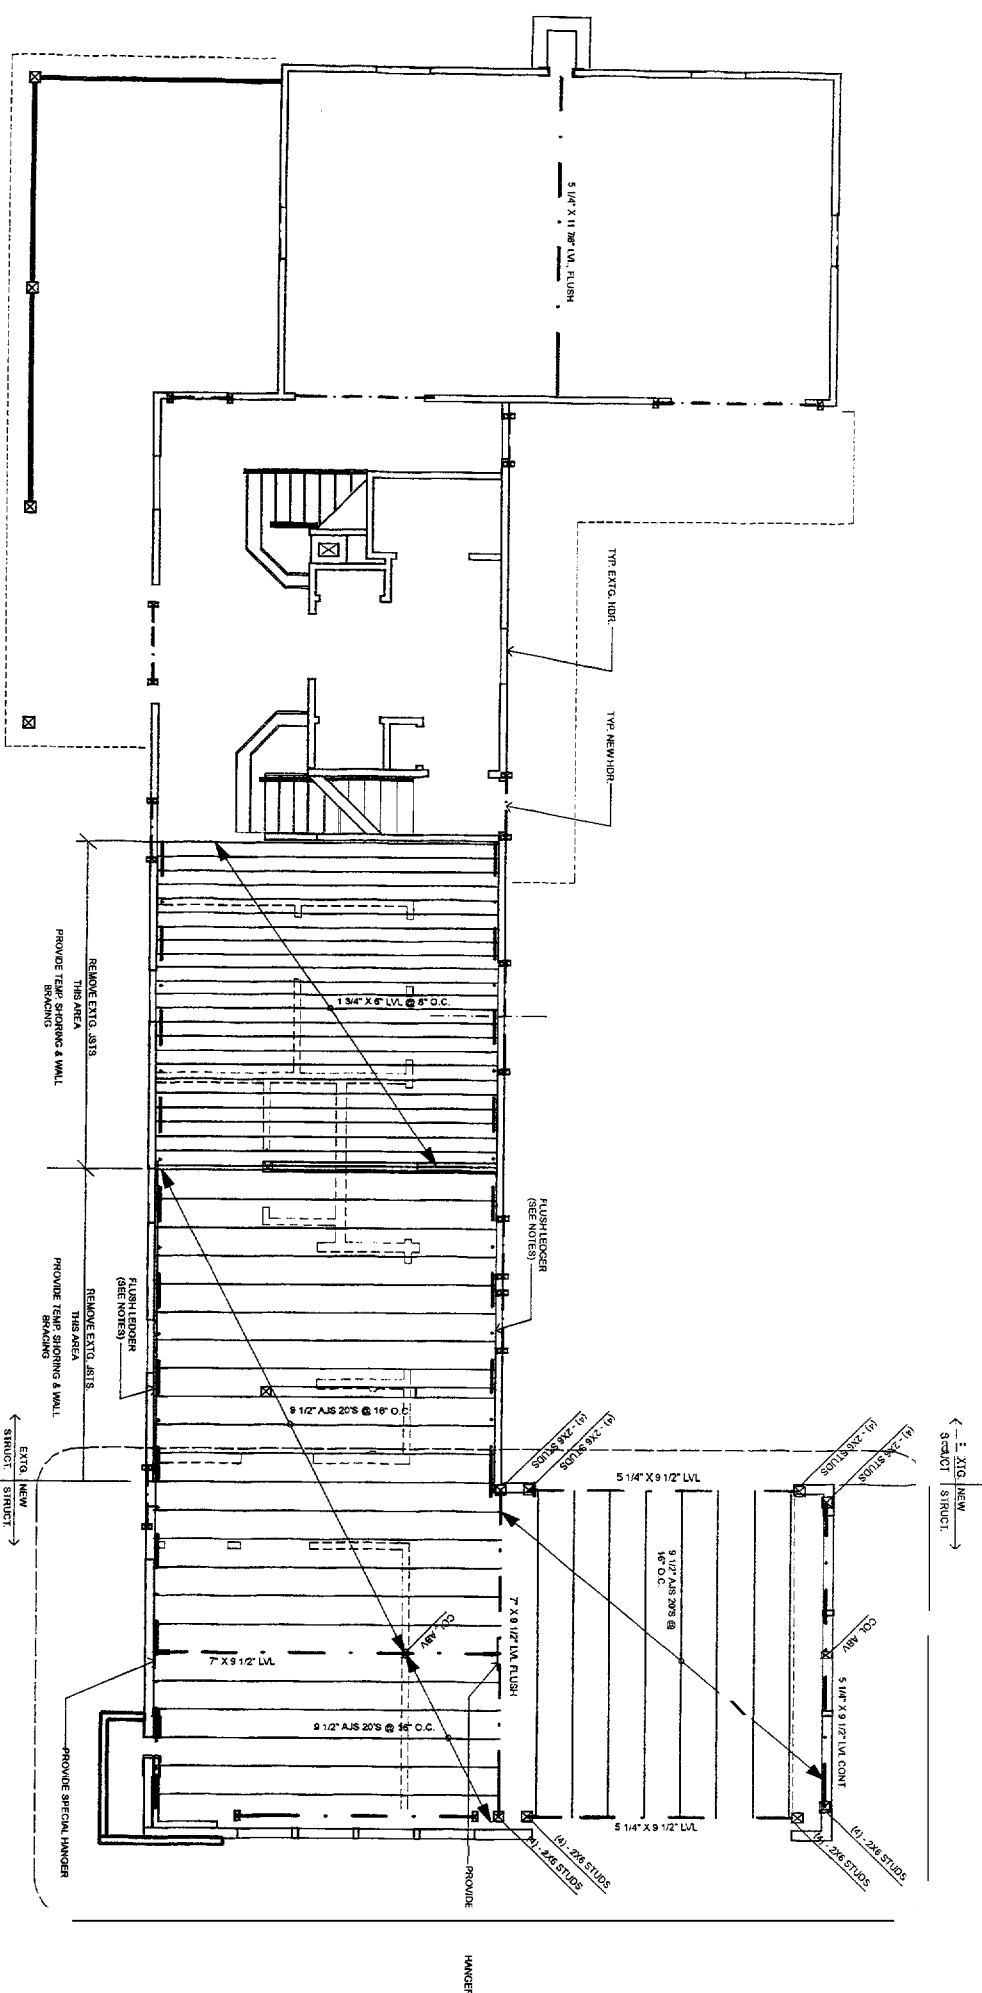 5 1/4" X 11 7/8" LVL, FLUSH
TYP. EXTG. HDR.
TYP. NEW HDR.
REMOVE EXTG. JSTS.
THIS AREA
PROVIDE TEMP. SHORING & WALL
BRACING
1 3/4" X 6" LVL @ 8" O.C.
FLUSH LEDGER
(SEE NOTES)
REMOVE EXTG. JSTS.
THIS AREA
PROVIDE TEMP. SHORING & WALL
BRACING
FLUSH LEDGER
(SEE NOTES)
9 1/2" AJS 20'S @ 16" O.C.
EXTG. NEW
STRUCT. STRUCT.
(4) - 2X6 STUDS
(4) - 2X6 STUDS
5 1/4" X 9 1/2" LVL
(4) - 2X6 STUDS
(4) - 2X6 STUDS
EXTG. NEW
STRUCT.
9 1/2" AJS 20'S @
16" O.C.
COL. ABV
7" X 9 1/2" LVL FLUSH
7" X 9 1/2" LVL
COL. ABV
5 1/4" X 9 1/2" LVL CONT.
9 1/2" AJS 20'S @ 16" O.C.
PROVIDE SPECIAL HANGER
5 1/4" X 9 1/2" LVL
(4) - 2X6 STUDS
(4) - 2X6 STUDS
(4) - 2X6 STUDS
(4) - 2X6 STUDS
PROVIDE
HANGER